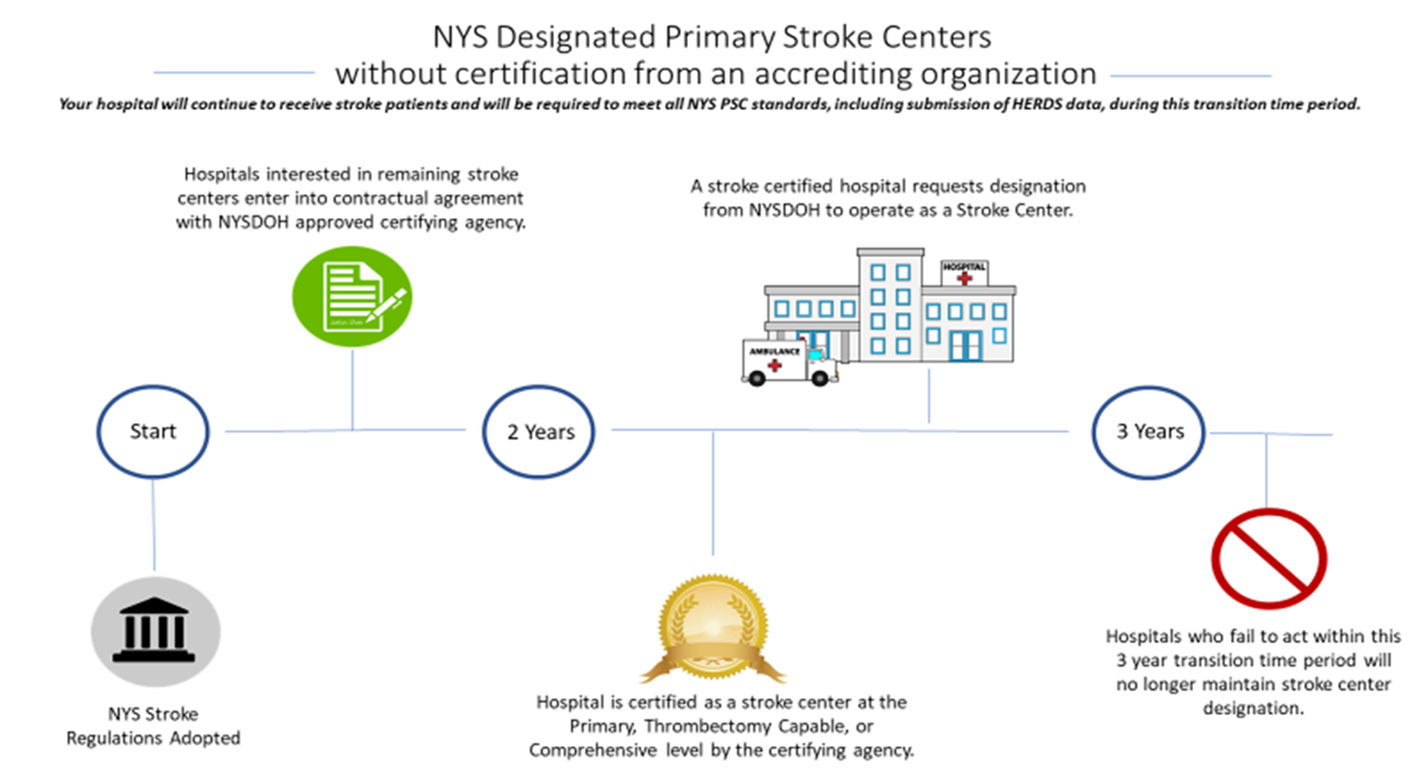 NYS Designated Primary Stroke Centers
without certification from an accrediting organization
Your hospital will continue to receive stroke patients and will be required to meet all NYS PSC standards, including submission of HERDS data, during this transition time period.
Hospitals interested in remaining stroke
centers enter into contractual agreement
with NYSDOH approved certifying agency.
A stroke certified hospital requests designation
from NYSDOH to operate as a Stroke Center.
HOSPITAL
AMBULANCE
Start
2 Years
3 Years
NYS Stroke
Regulations Adopted
Hospital is certified as a stroke center at the
Primary, Thrombectomy Capable, or
Comprehensive level by the certifying agency.
Hospitals who fail to act within this
3 year transition time period will
no longer maintain stroke center
designation.